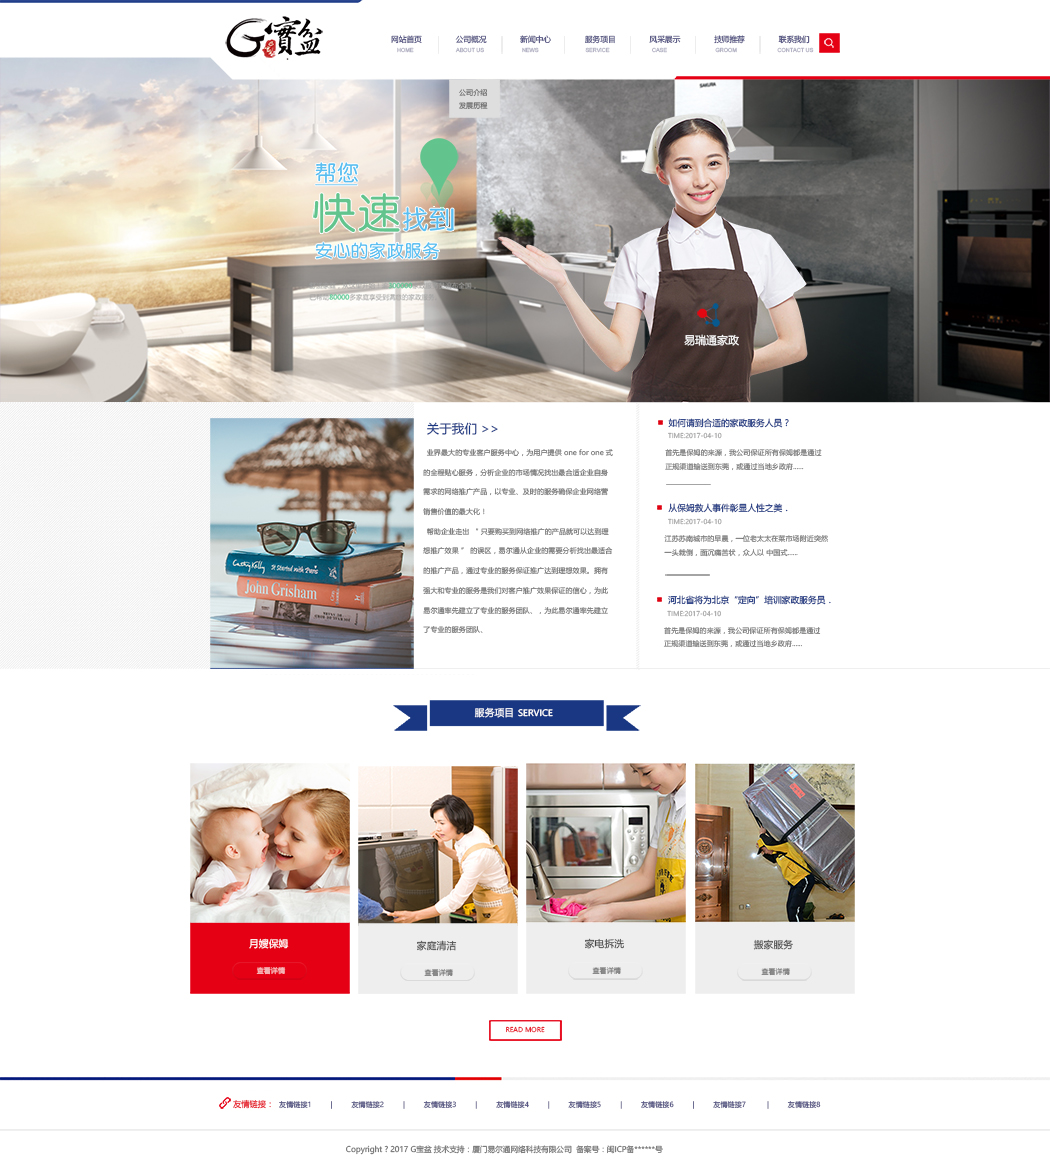 G寶盆
网站首页
HOME
公司概况
ABOUT US
新闻中心
NEWS
服务项目
SERVICE
风采展示
CASE
技师推荐
GROOM
联系我们
CONTACT US
公司介绍
发展历程
SAKURA
帮您
快速找到
安心的家政服务
80000多家庭享受到满意的家政服务
易瑞通家政
关于我们 >>
业界最大的专业客户服务中心，为用户提供 one for one 式
的全程贴心服务，分析企业的市场情况找出最合适企业自身
需求的网络推广产品，以专业、及时的服务确保企业网络营
销售价值的最大化！
帮助企业走出 “ 只要购买到网络推广的产品就可以达到理
想推广效果 ” 的误区，易尔通从企业的需要分析找出最适合
的推广产品，通过专业的服务保证推广达到理想效果。拥有
强大和专业的服务是我们对客户推广效果保证的信心，为此
易尔通率先建立了专业的服务团队、，为此易尔通率先建立
了专业的服务团队、
如何请到合适的家政服务人员？
TIME:2017-04-10
首先是保姆的来源，我公司保证所有保姆都是通过
正规渠道输送到东莞，或通过当地乡政府......
从保姆救人事件彰显人性之美．
TIME:2017-04-10
江苏苏南城市的早晨，一位老太太在菜市场附近突然
一头栽倒，面沉痛苦状，众人以 中国式......
河北省将为北京“定向”培训家政服务员．
TIME:2017-04-10
首先是保姆的来源，我公司保证所有保姆都是通过
正规渠道输送到东莞，或通过当地乡政府......
Cathy Kelly
It Started with Paris
John Grisham
服务项目 SERVICE
月嫂保姆
查看详情
家庭清洁
查看详情
家电拆洗
查看详情
搬家服务
查看详情
READ MORE
友情链接： 友情链接1 | 友情链接2 | 友情链接3 | 友情链接4 | 友情链接5 | 友情链接6 | 友情链接7 | 友情链接8
Copyright ? 2017 G宝盆 技术支持：厦门易尔通网络科技有限公司 备案号：闽ICP备******号